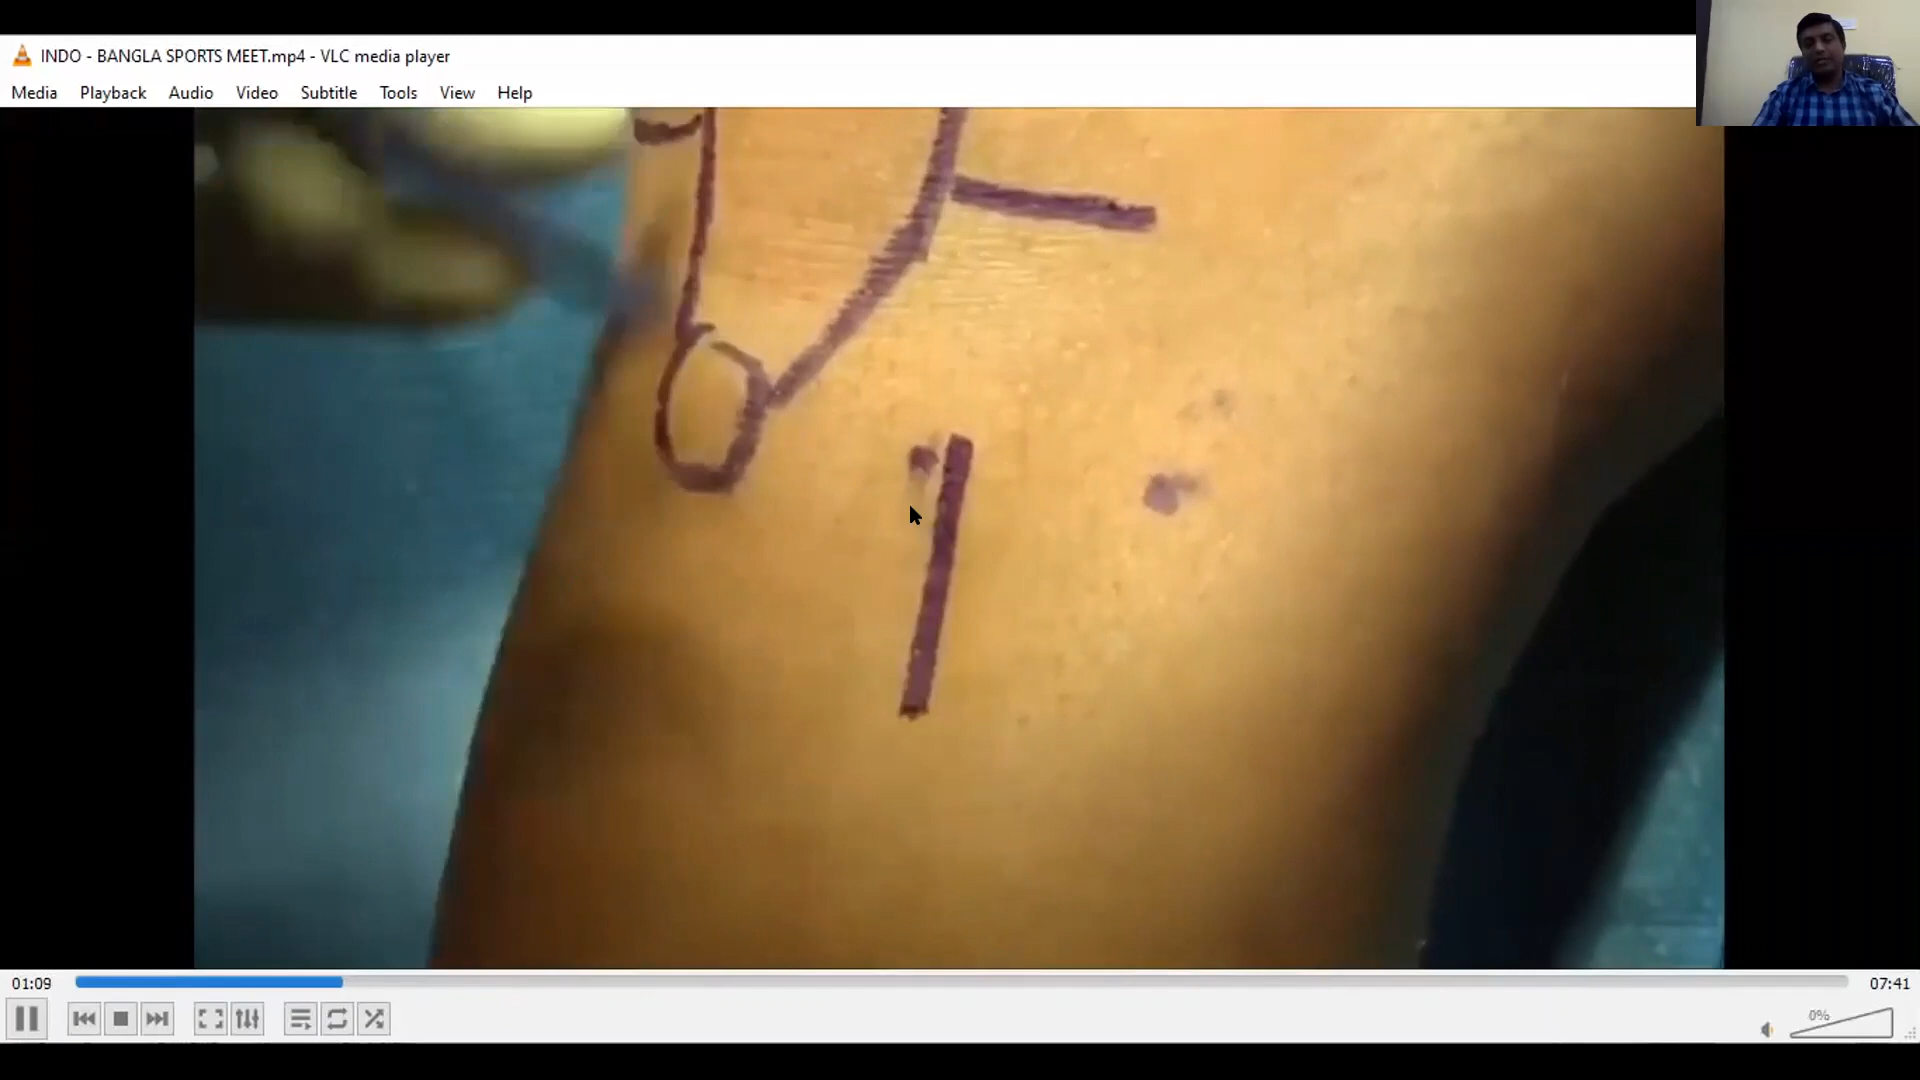 INDO - BANGLA SPORTS MEET.mp4 - VLC media player
Media Playback Audio Video Subtitle Tools View Help
01:09
07:41
0%